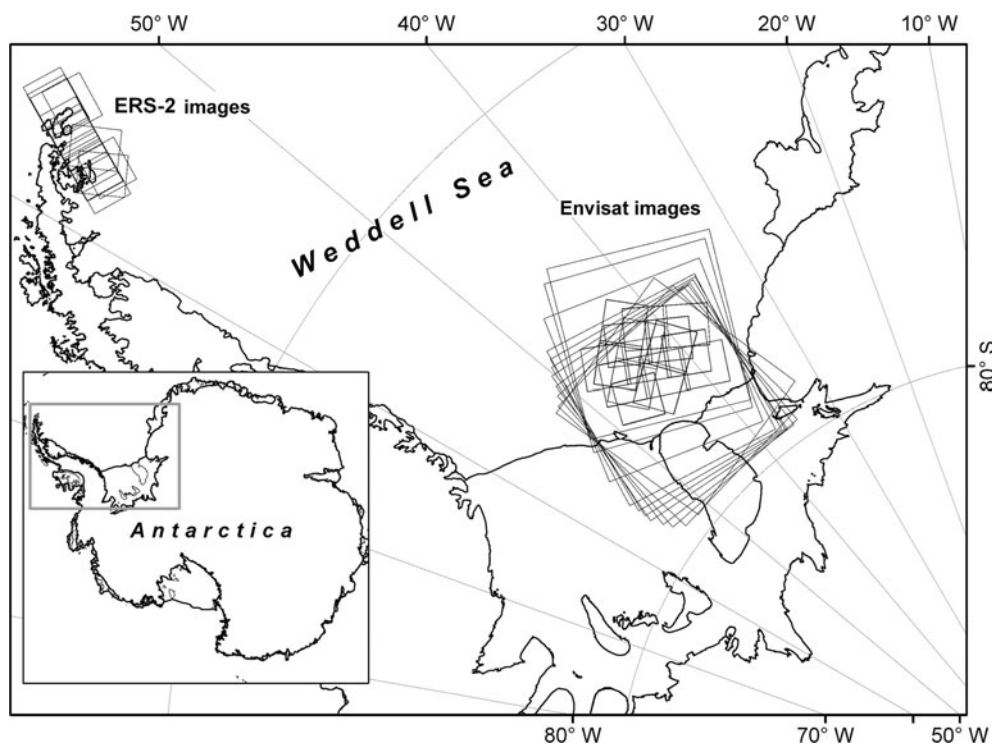 50° W 40° W 30° W 20° W 10° W
ERS-2 images
Weddell Sea
Envisat images
80° S
Antarctica
80° W 70° W 50° W